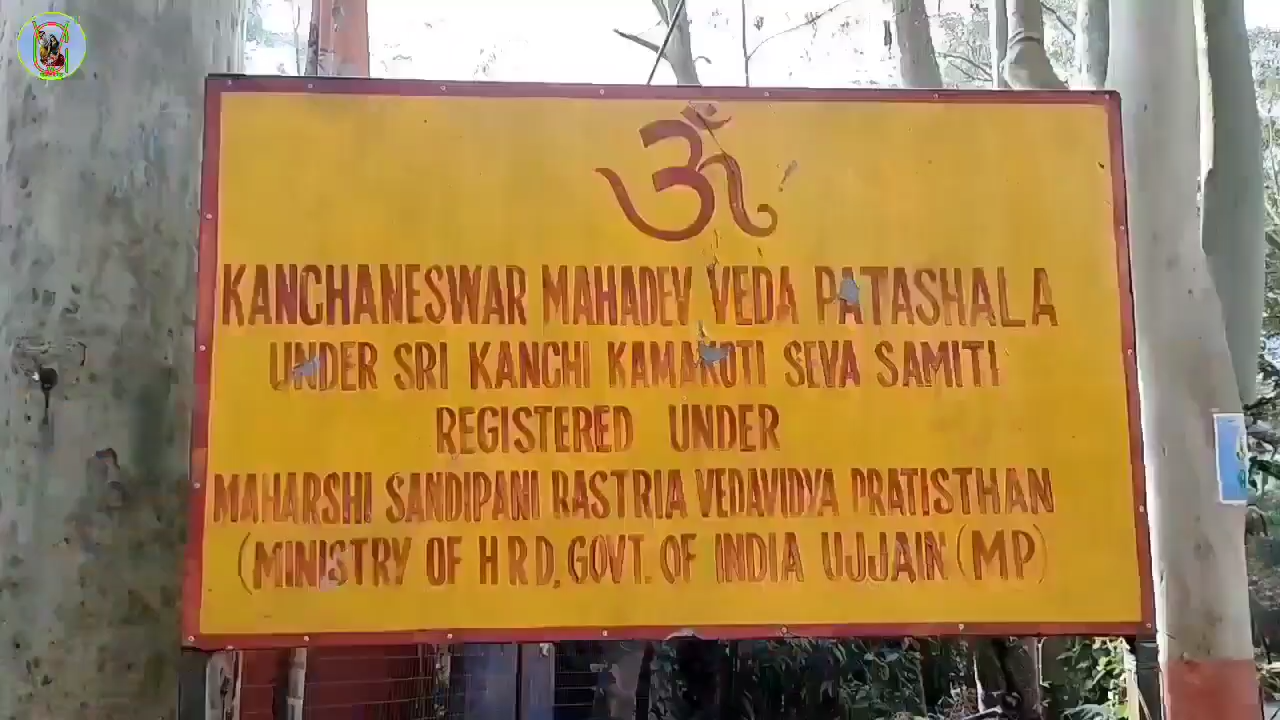 ॐ
KANCHANESWAR MAHADEV VEDA PATASHALA
UNDER SRI KANCHI KAMAKOTI SEVA SAMITI
REGISTERED UNDER
MAHARSHI SANDIPANI RASTRIA VEDAVIDYA PRATISTHAN
(MINISTRY OF H R D, GOVT. OF INDIA UJJAIN (MP)